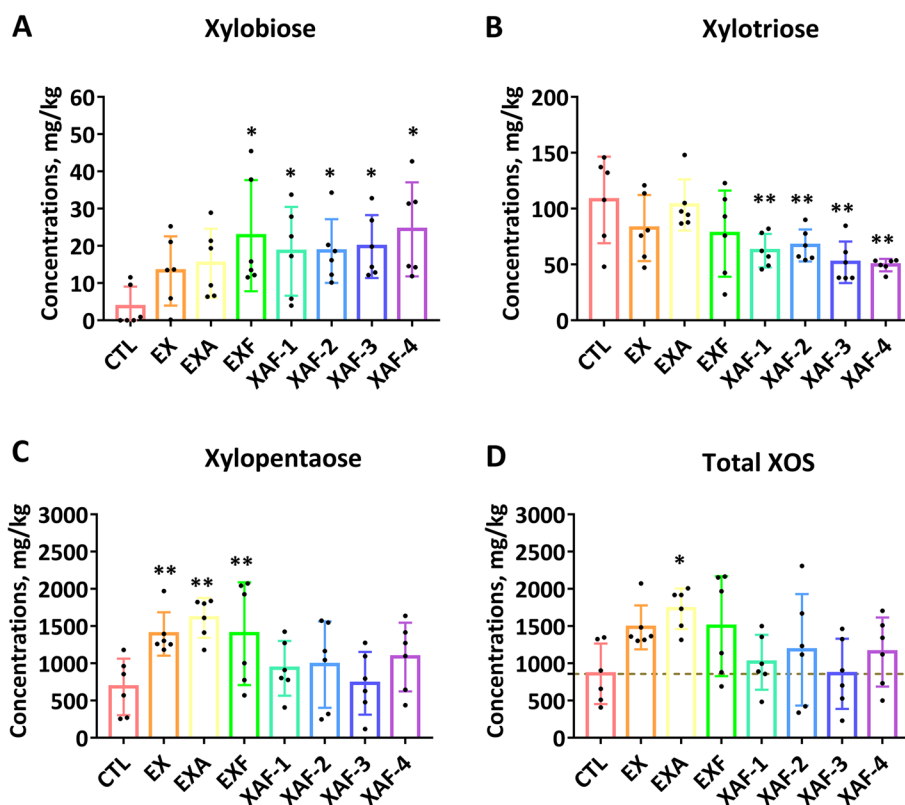 A
Xylobiose
Concentrations, mg/kg
60
50
40
30
20
10
0
*
*
*
*
*
CTL
EX
EXA
EXF
XAF-1
XAF-2
XAF-3
XAF-4
B
Xylotriose
Concentrations, mg/kg
200
150
100
50
0
**
**
**
**
CTL
EX
EXA
EXF
XAF-1
XAF-2
XAF-3
XAF-4
C
Xylopentaose
Concentrations, mg/kg
3000
2500
2000
1500
1000
500
0
**
**
**
CTL
EX
EXA
EXF
XAF-1
XAF-2
XAF-3
XAF-4
D
Total XOS
Concentrations, mg/kg
3000
2500
2000
1500
1000
500
0
*
CTL
EX
EXA
EXF
XAF-1
XAF-2
XAF-3
XAF-4